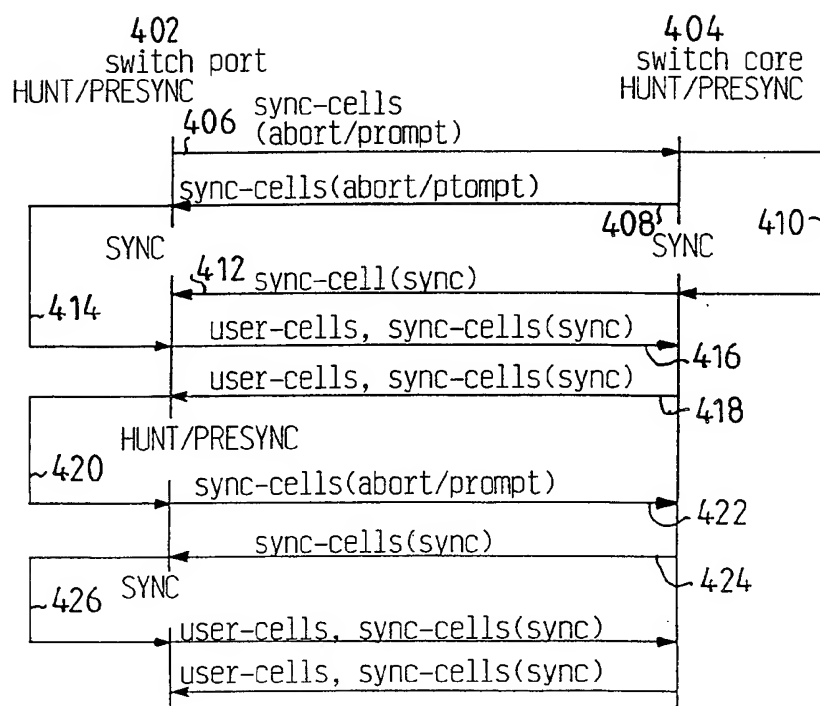 402
switch port
HUNT/PRESYNC
404
switch core
HUNT/PRESYNC
406
sync-cells
(abort/prompt)
sync-cells(abort/ptompt)
408
410
SYNC
SYNC
412
sync-cell(sync)
414
user-cells, sync-cells(sync)
416
user-cells, sync-cells(sync)
418
HUNT/PRESYNC
420
sync-cells(abort/prompt)
422
sync-cells(sync)
424
SYNC
426
user-cells, sync-cells(sync)
user-cells, sync-cells(sync)